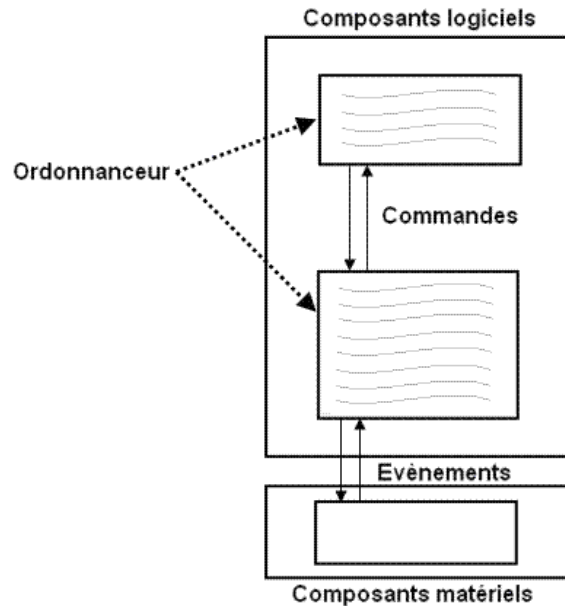 Composants logiciels
Ordonnanceur
Commandes
Evènements
Composants matériels